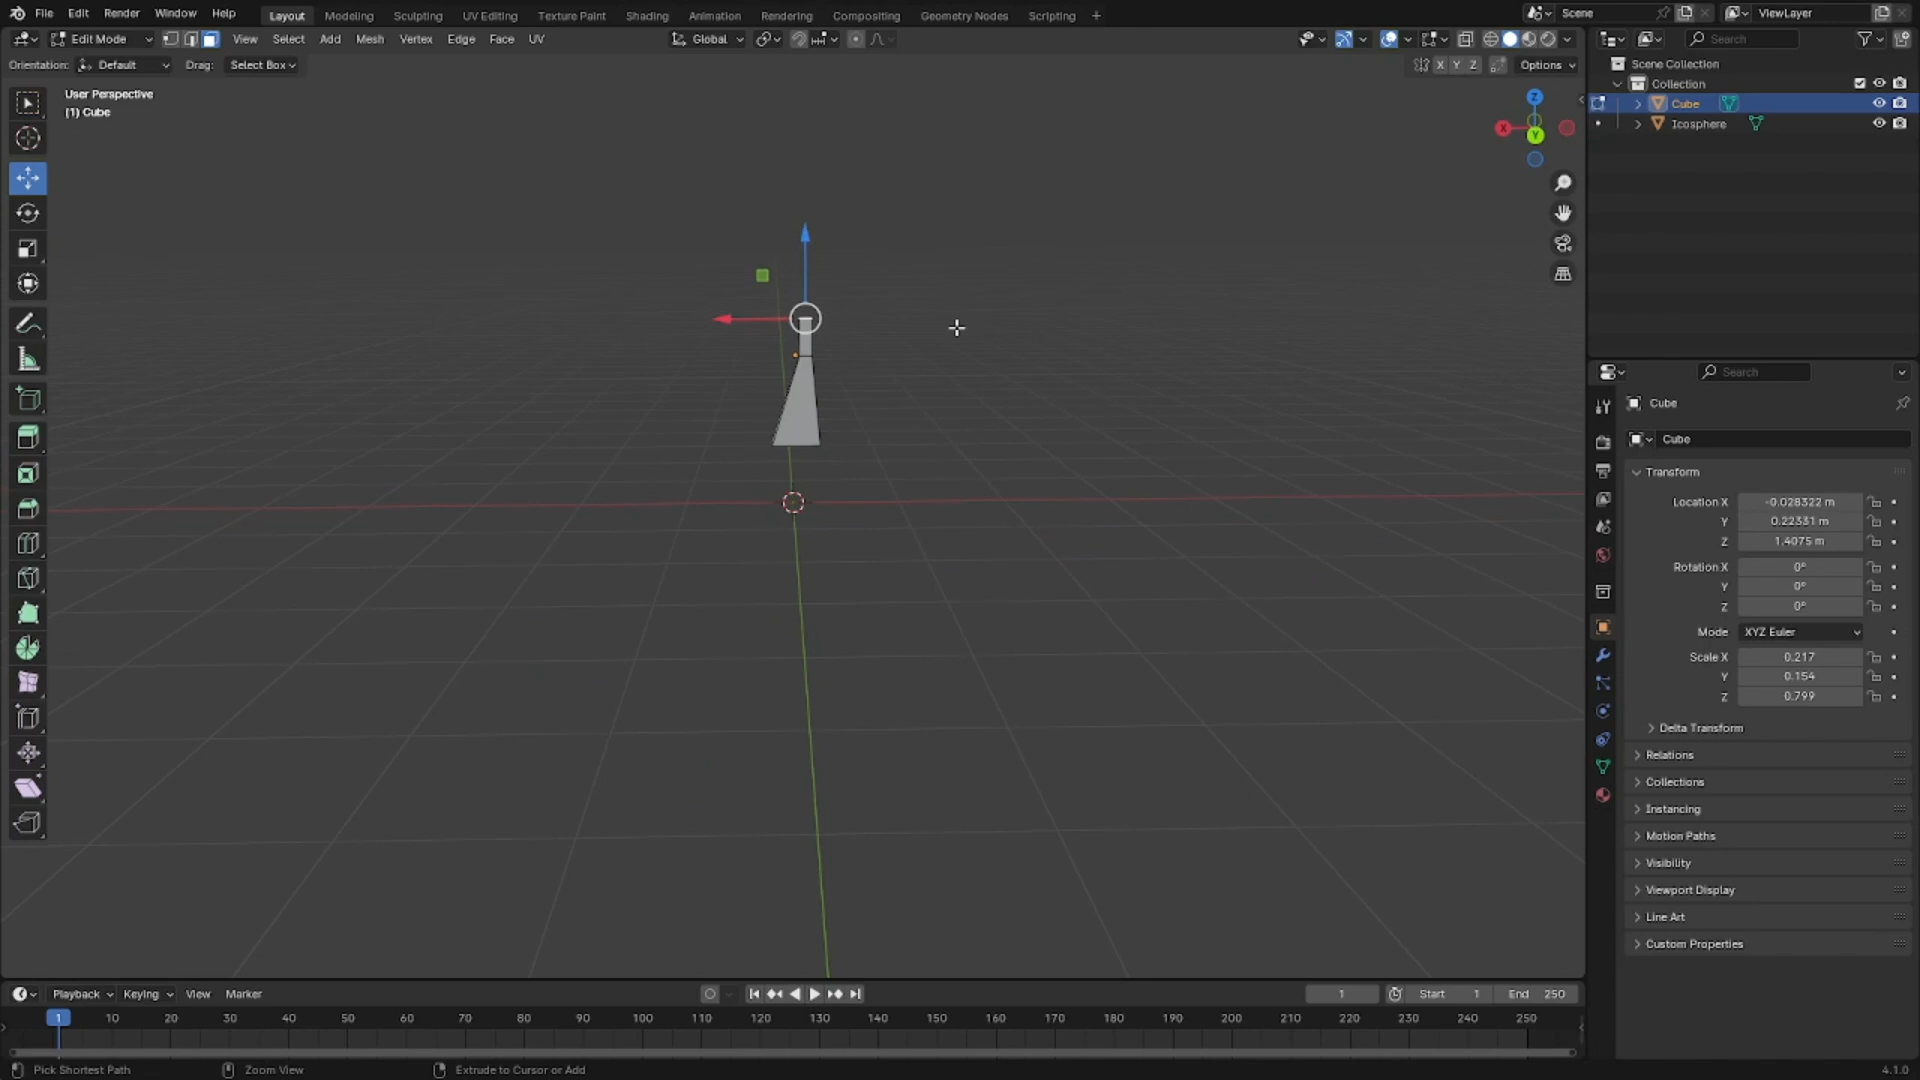 File Edit Render Window Help Layout Modeling Sculpting UV Editing Texture Paint Shading Animation Rendering Compositing Geometry Nodes Scripting + Scene ViewLayer
Edit Mode View Select Add Mesh Vertex Edge Face UV Global Search
Orientation: Default Drag: Select Box X Y Z Options
Scene Collection
Collection
Cube
Icosphere
User Perspective
(1) Cube
Z
X
Y
Search
Cube
Cube
Transform
Location X -0.028322 m
Y 0.22331 m
Z 1.4075 m
Rotation X 0°
Y 0°
Z 0°
Mode XYZ Euler
Scale X 0.217
Y 0.154
Z 0.799
Delta Transform
Relations
Collections
Instancing
Motion Paths
Visibility
Viewport Display
Line Art
Custom Properties
Playback Keying View Marker 1 Start 1 End 250
1 10 20 30 40 50 60 70 80 90 100 110 120 130 140 150 160 170 180 190 200 210 220 230 240 250
Pick Shortest Path Zoom View Extrude to Cursor or Add 4.1.0